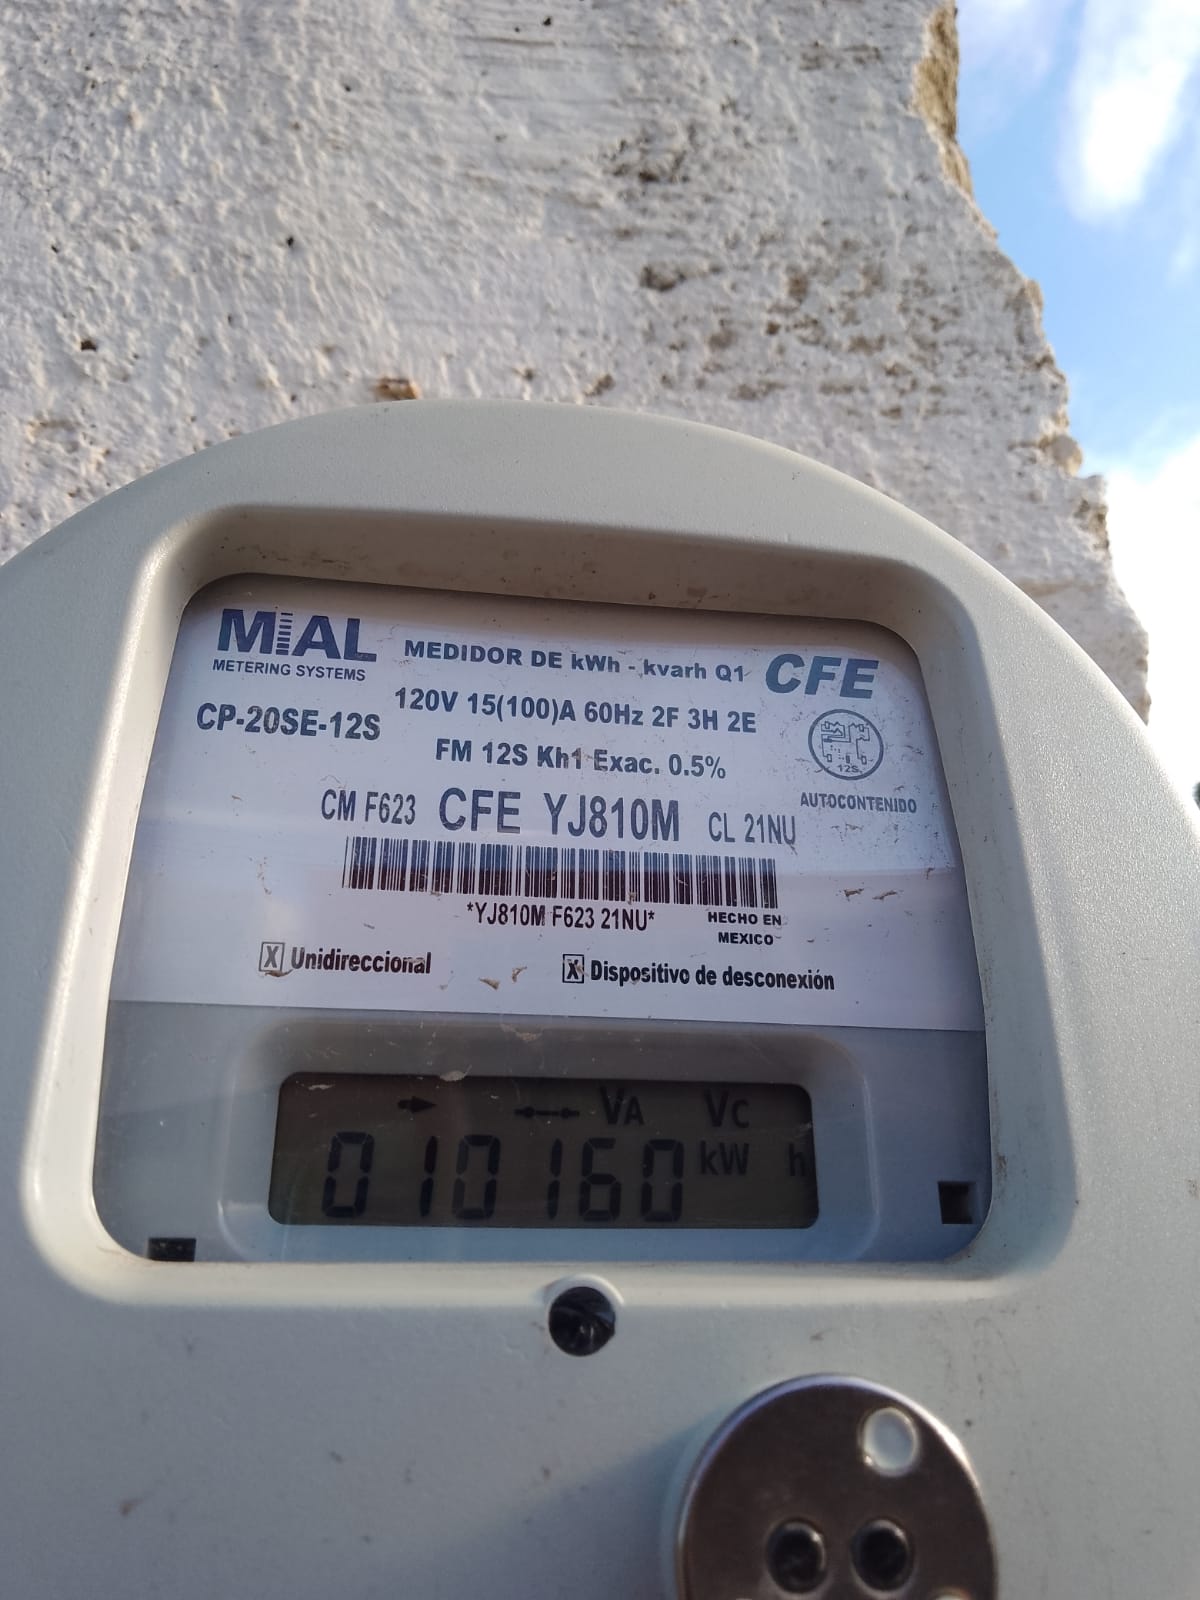 MIAL
METERING SYSTEMS
MEDIDOR DE kWh - kvarh Q1
CFE
CP-20SE-12S
120V 15(100)A 60Hz 2F 3H 2E
FM 12S Kh1 Exac. 0.5%
12S
AUTOCONTENIDO
CM F623 CFE YJ810M CL 21NU
*YJ810M F623 21NU*
HECHO EN
MEXICO
X Unidireccional
X Dispositivo de desconexión
VA VC
010160 kW h